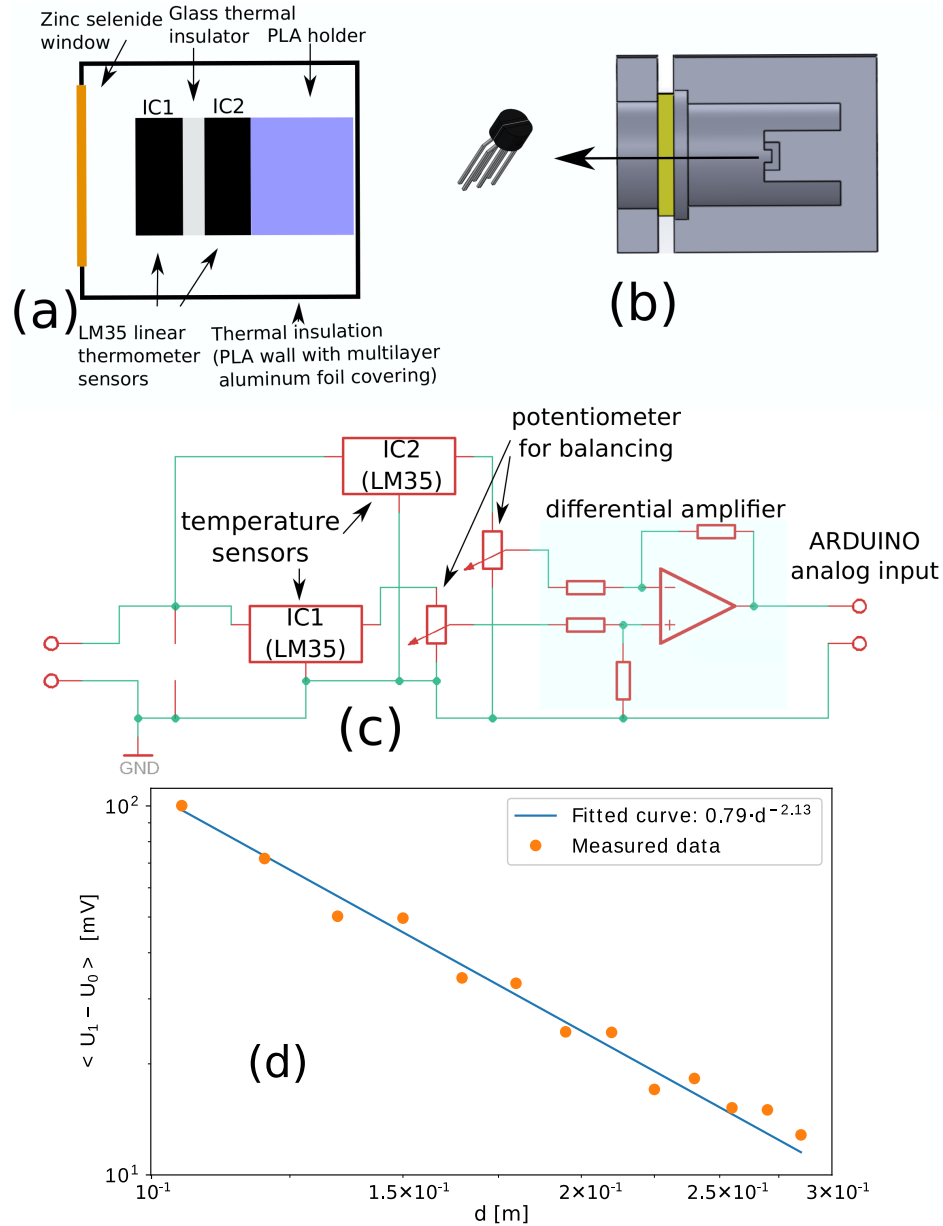 Zinc selenide
window
Glass thermal
insulator
PLA holder
IC1
IC2
(a)
LM35 linear
thermometer
sensors
Thermal insulation
(PLA wall with multilayer
aluminum foil covering)
(b)
potentiometer
for balancing
IC2
(LM35)
temperature
sensors
differential amplifier
ARDUINO
analog input
IC1
(LM35)
−
+
(c)
GND
Fitted curve: 0.79·d⁻²·¹³
Measured data
< U₁ − U₀ > [mV]
10²
10¹
(d)
10⁻¹
1.5×10⁻¹
2×10⁻¹
2.5×10⁻¹
3×10⁻¹
d [m]